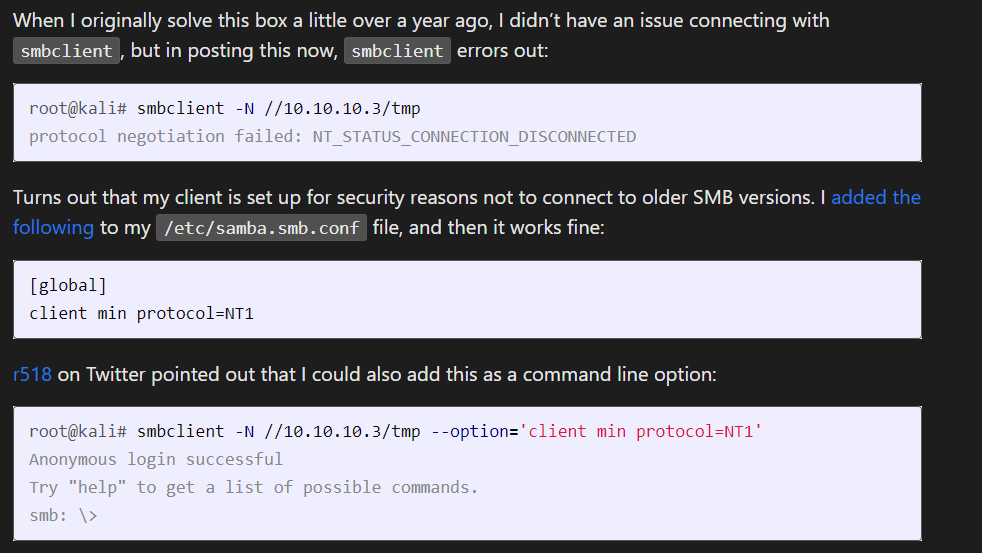 When I originally solve this box a little over a year ago, I didn’t have an issue connecting with
smbclient, but in posting this now, smbclient errors out:
root@kali# smbclient -N //10.10.10.3/tmp
protocol negotiation failed: NT_STATUS_CONNECTION_DISCONNECTED
Turns out that my client is set up for security reasons not to connect to older SMB versions. I added the
following to my /etc/samba.smb.conf file, and then it works fine:
[global]
client min protocol=NT1
r518 on Twitter pointed out that I could also add this as a command line option:
root@kali# smbclient -N //10.10.10.3/tmp --option='client min protocol=NT1'
Anonymous login successful
Try "help" to get a list of possible commands.
smb: \>